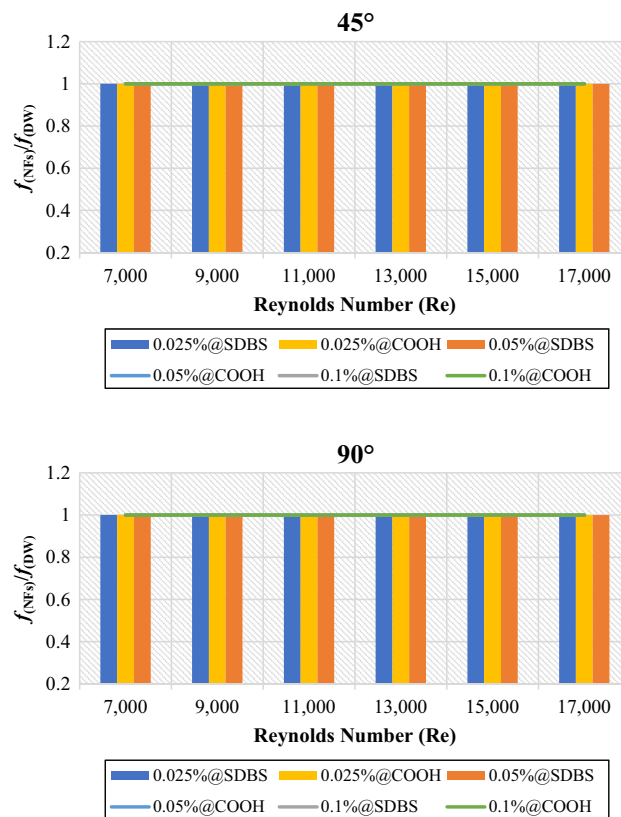 45°
1.2
1
0.8
0.6
0.4
0.2
f(NFs)/f(DW)
7,000 9,000 11,000 13,000 15,000 17,000
Reynolds Number (Re)
0.025%@SDBS 0.025%@COOH 0.05%@SDBS
0.05%@COOH 0.1%@SDBS 0.1%@COOH
90°
1.2
1
0.8
0.6
0.4
0.2
f(NFs)/f(DW)
7,000 9,000 11,000 13,000 15,000 17,000
Reynolds Number (Re)
0.025%@SDBS 0.025%@COOH 0.05%@SDBS
0.05%@COOH 0.1%@SDBS 0.1%@COOH